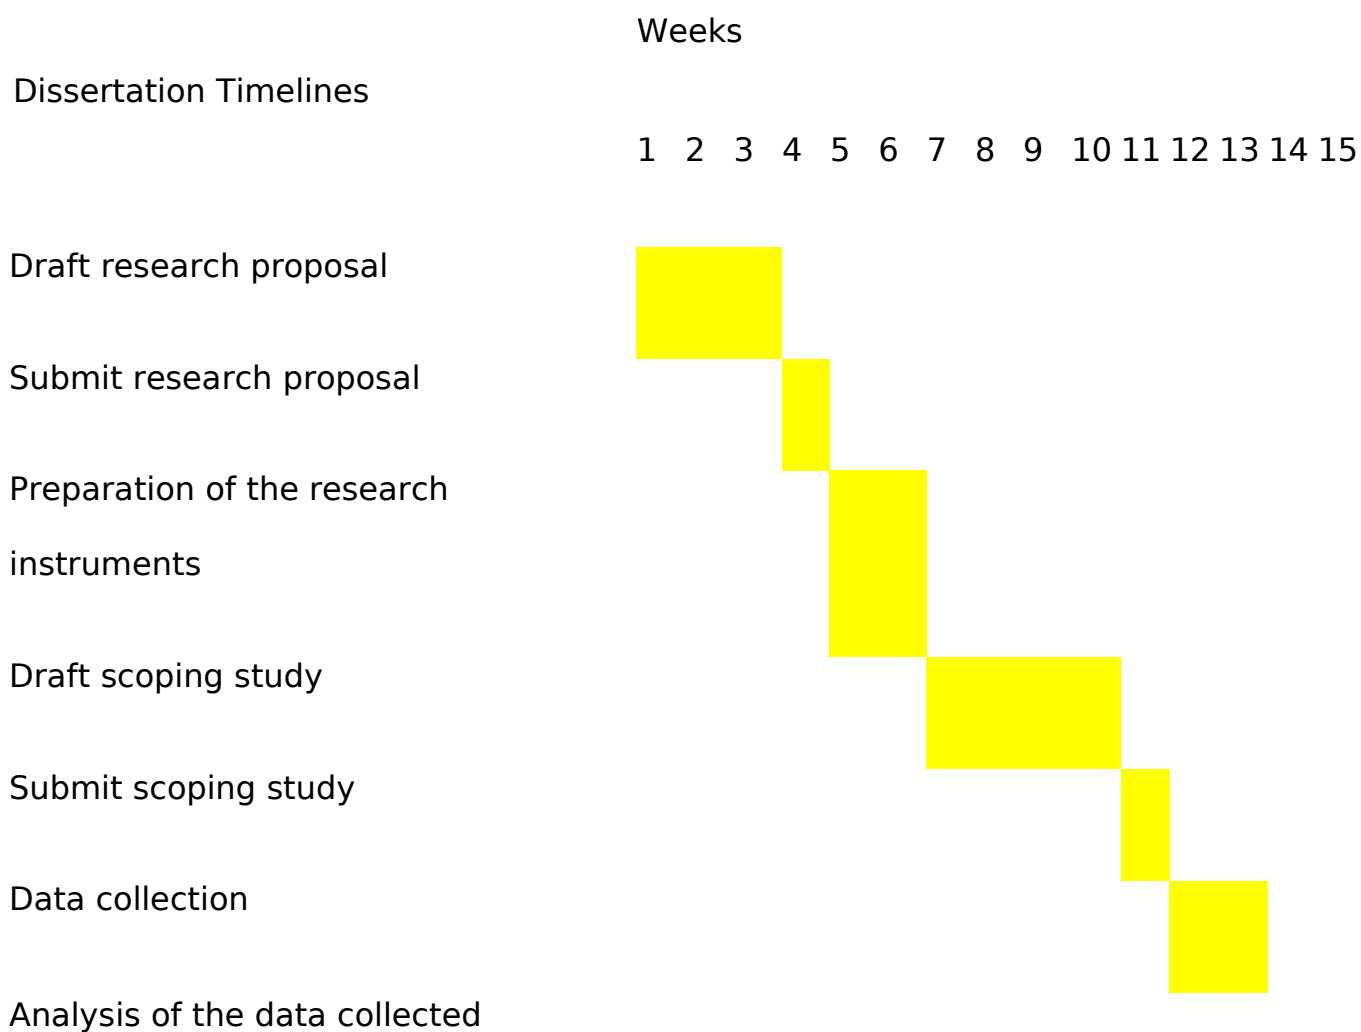 Weeks
Dissertation Timelines
1 2 3 4 5 6 7 8 9 10 11 12 13 14 15
Draft research proposal
Submit research proposal
Preparation of the research
instruments
Draft scoping study
Submit scoping study
Data collection
Analysis of the data collected